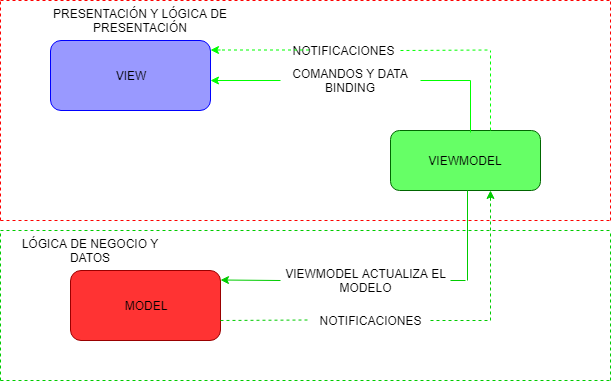 PRESENTACIÓN Y LÓGICA DE
PRESENTACIÓN
NOTIFICACIONES
VIEW
COMANDOS Y DATA
BINDING
VIEWMODEL
LÓGICA DE NEGOCIO Y
DATOS
VIEWMODEL ACTUALIZA EL
MODELO
MODEL
NOTIFICACIONES